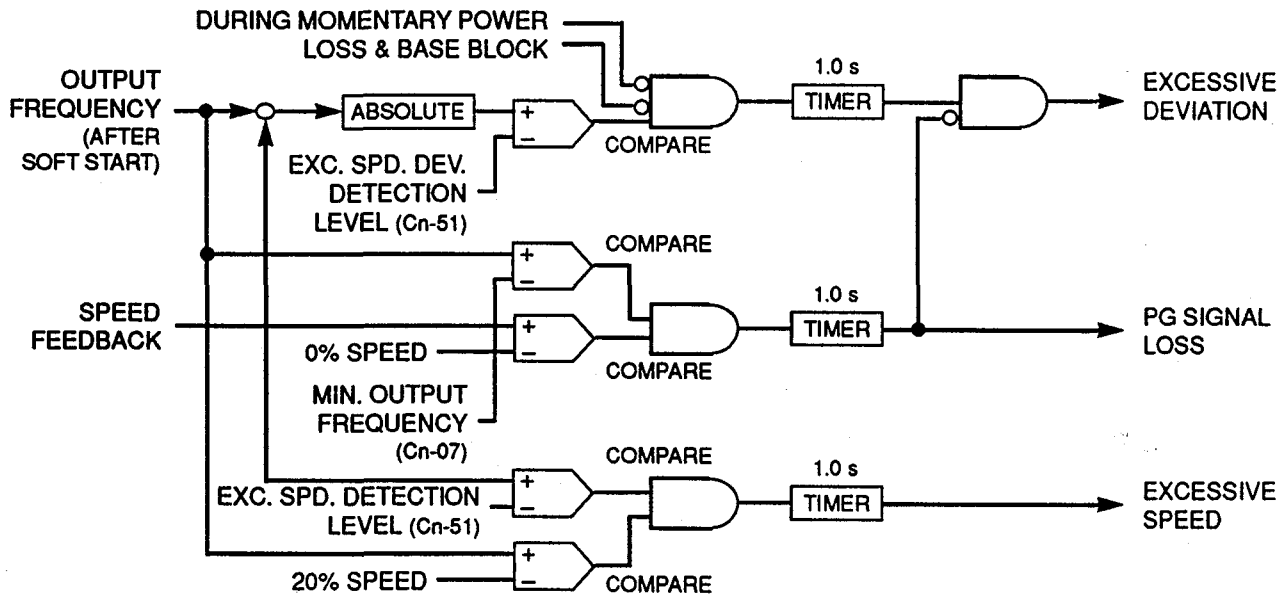 DURING MOMENTARY POWER
LOSS & BASE BLOCK
OUTPUT
FREQUENCY
(AFTER
SOFT START)
ABSOLUTE
+
−
COMPARE
1.0 s
TIMER
EXCESSIVE
DEVIATION
EXC. SPD. DEV.
DETECTION
LEVEL (Cn-51)
+
−
COMPARE
SPEED
FEEDBACK
0% SPEED
+
−
COMPARE
1.0 s
TIMER
PG SIGNAL
LOSS
MIN. OUTPUT
FREQUENCY
(Cn-07)
COMPARE
+
−
EXC. SPD. DETECTION
LEVEL (Cn-51)
1.0 s
TIMER
EXCESSIVE
SPEED
20% SPEED
+
−
COMPARE